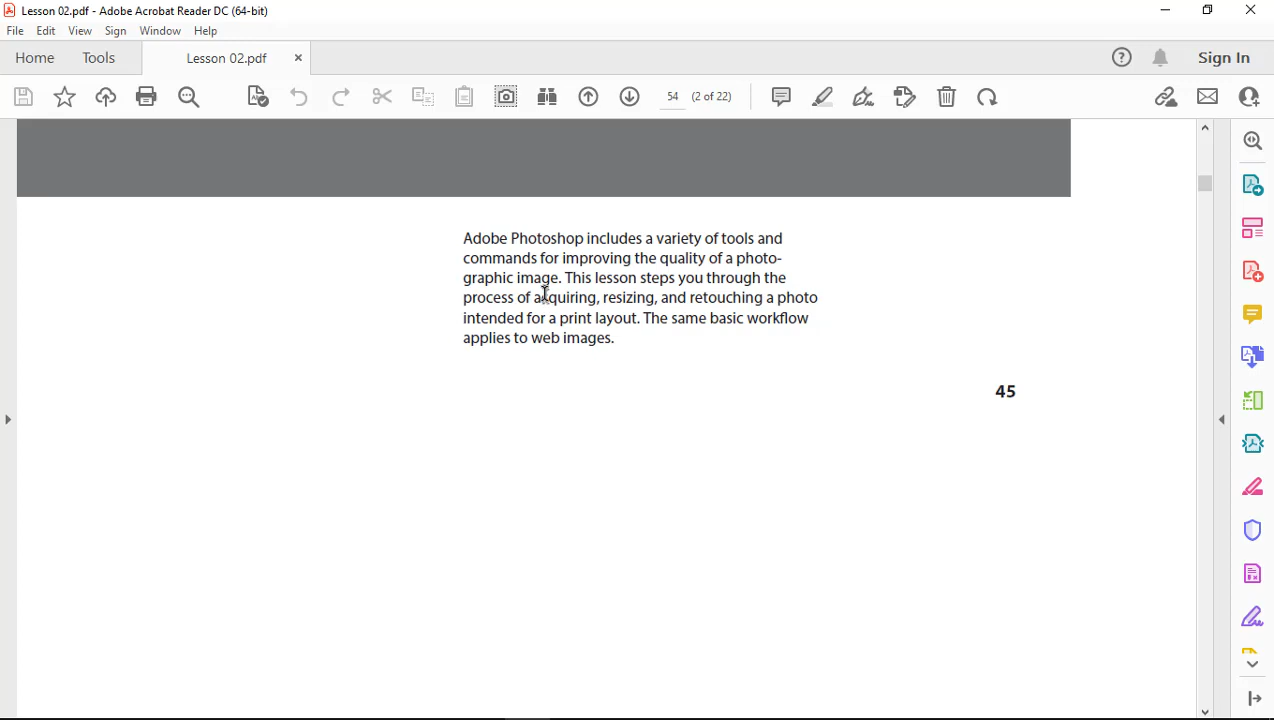 Lesson 02.pdf - Adobe Acrobat Reader DC (64-bit)
File Edit View Sign Window Help
Home Tools Lesson 02.pdf Sign In
54 (2 of 22)
Adobe Photoshop includes a variety of tools and
commands for improving the quality of a photo-
graphic image. This lesson steps you through the
process of acquiring, resizing, and retouching a photo
intended for a print layout. The same basic workflow
applies to web images.
45